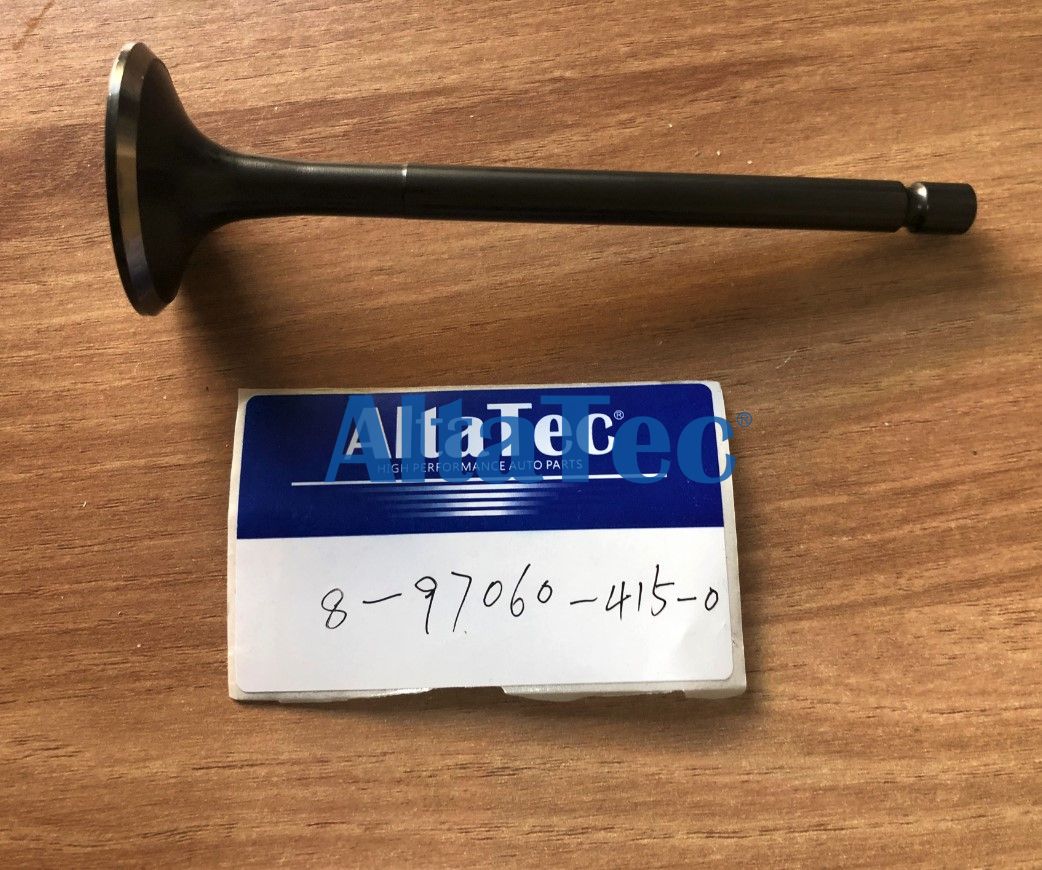 AltaTec®
HIGH PERFORMANCE AUTO PARTS
AltaTec®
8-97060-415-0